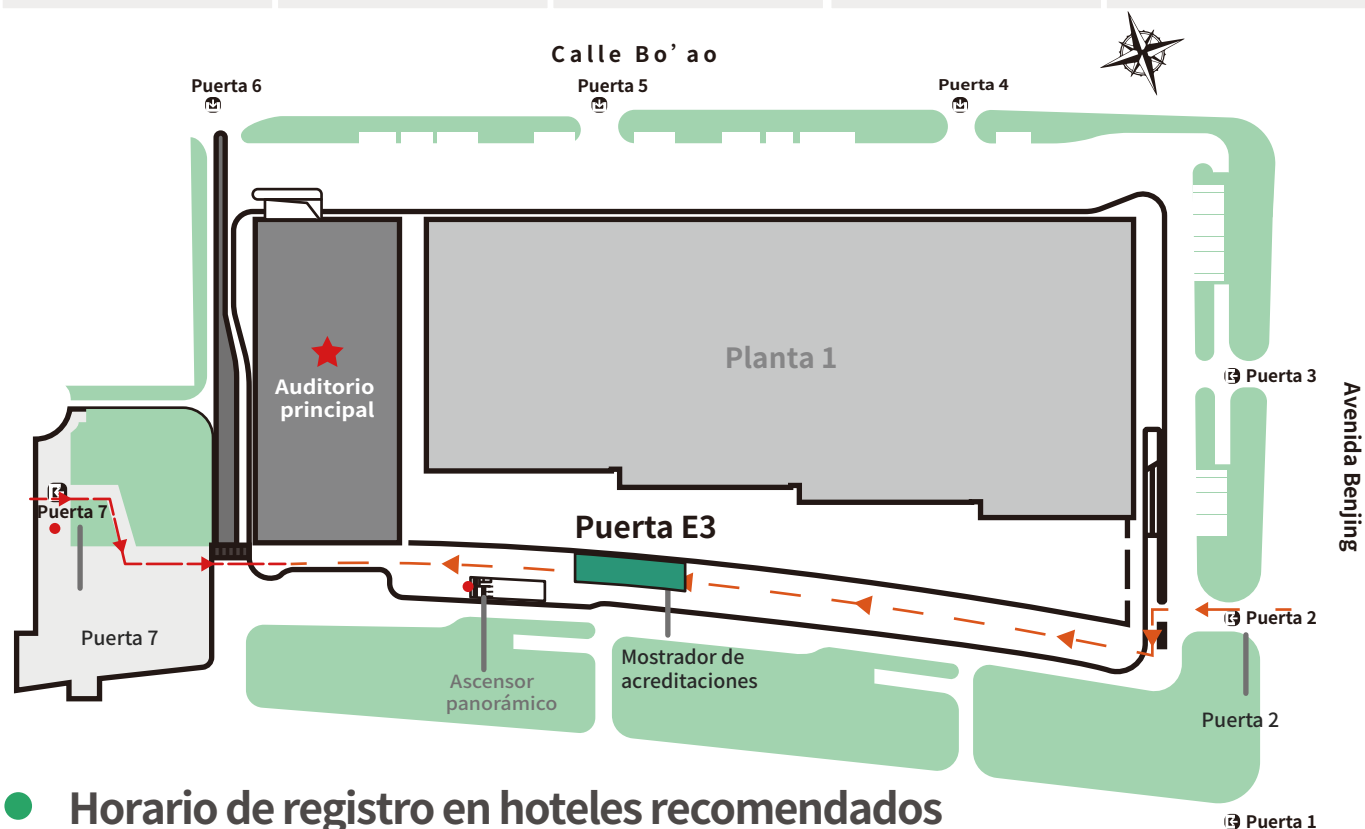 Calle Bo’ ao
Puerta 6
Puerta 5
Puerta 4
Planta 1
Puerta 3
Auditorio
principal
Avenida Benjing
Puerta 7
Puerta E3
Puerta 2
Puerta 7
Mostrador de
acreditaciones
Ascensor
panorámico
Puerta 2
Horario de registro en hoteles recomendados
Puerta 1